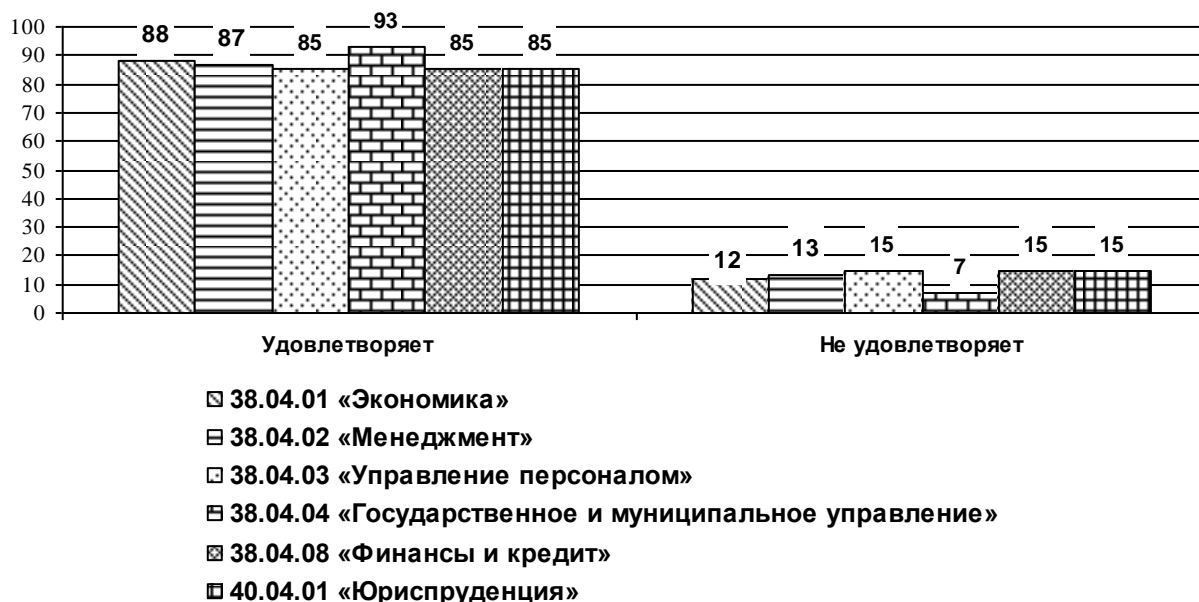 100
90
80
70
60
50
40
30
20
10
0
88 87 85 93 85 85
12 13 15 7 15 15
Удовлетворяет Не удовлетворяет
38.04.01 «Экономика»
38.04.02 «Менеджмент»
38.04.03 «Управление персоналом»
38.04.04 «Государственное и муниципальное управление»
38.04.08 «Финансы и кредит»
40.04.01 «Юриспруденция»